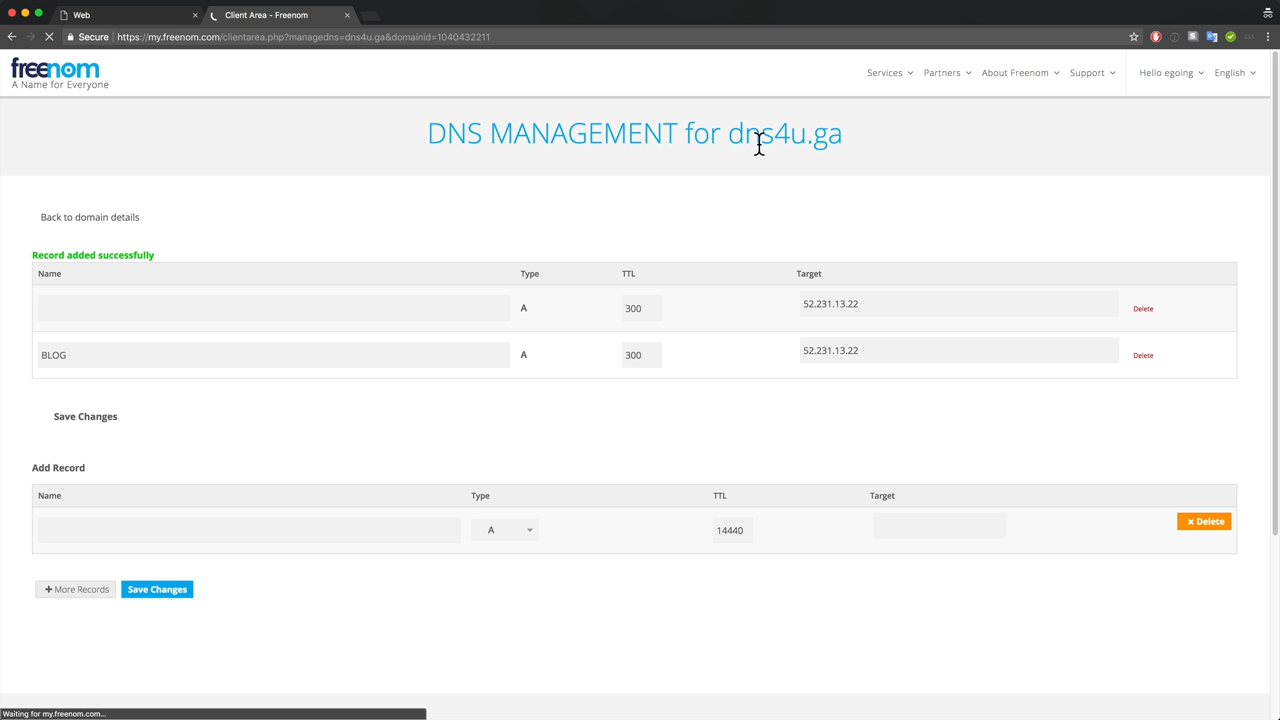 Web
Client Area - Freenom
Secure https://my.freenom.com/clientarea.php?managedns=dns4u.ga&domainid=1040432211
freenom
A Name for Everyone
Services Partners About Freenom Support Hello egoing English
DNS MANAGEMENT for dns4u.ga
Back to domain details
Record added successfully
Name Type TTL Target
A 300 52.231.13.22 Delete
BLOG A 300 52.231.13.22 Delete
Save Changes
Add Record
Name Type TTL Target
A 14440 × Delete
+ More Records Save Changes
Waiting for my.freenom.com...